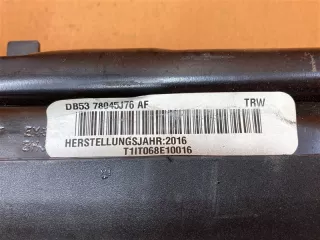 DB53 78045J76 AF TRW
HERSTELLUNGSJAHR:2016
T1IT068E10016